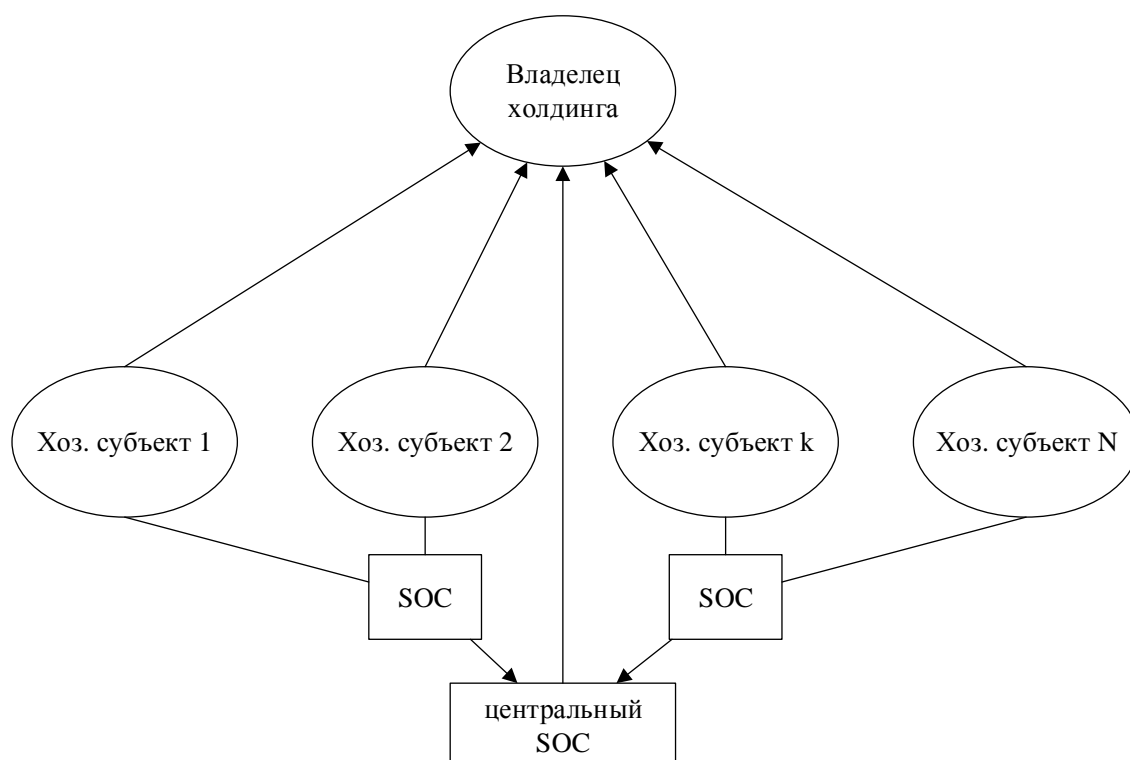 Владелец
холдинга
Хоз. субъект 1
Хоз. субъект 2
Хоз. субъект k
Хоз. субъект N
SOC
SOC
центральный
SOC